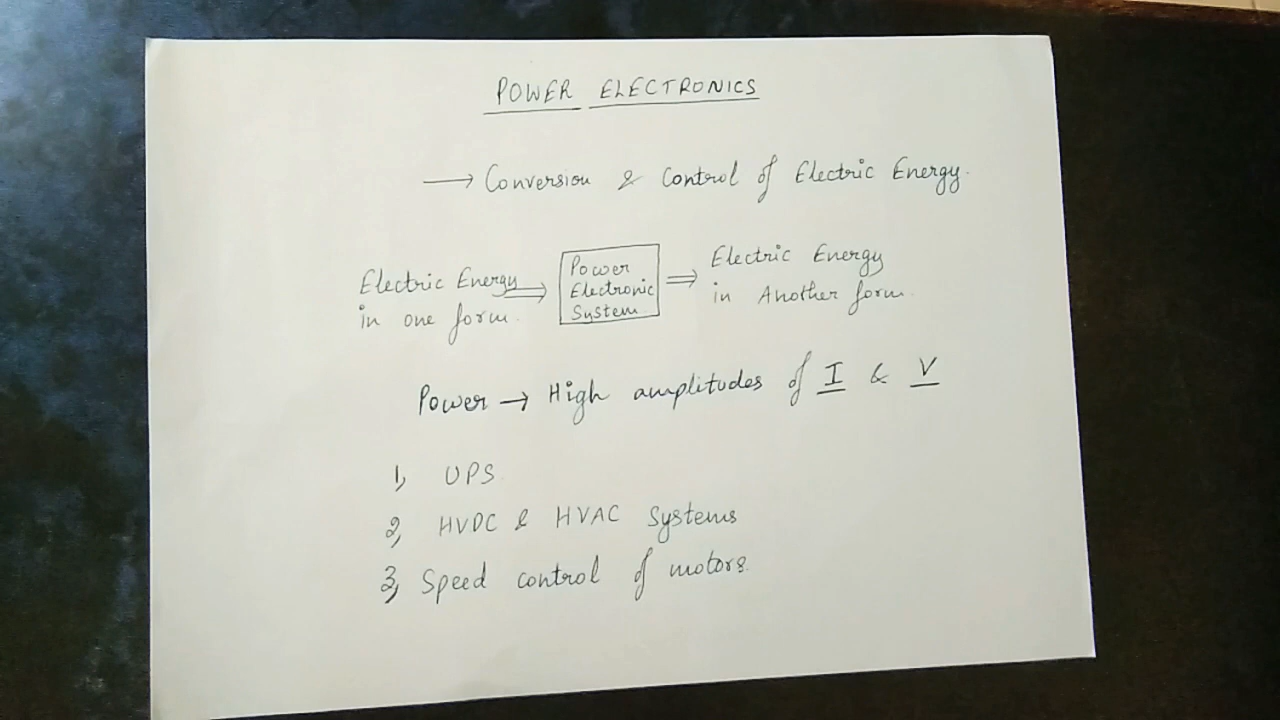 POWER ELECTRONICS
→ Conversion & Control of Electric Energy.
Electric Energy
in one form.
⇒
Power
Electronic
System
⇒
Electric Energy
in Another form.
Power → High amplitudes of I & V
1, UPS
2, HVDC & HVAC Systems
3, Speed control of motors.